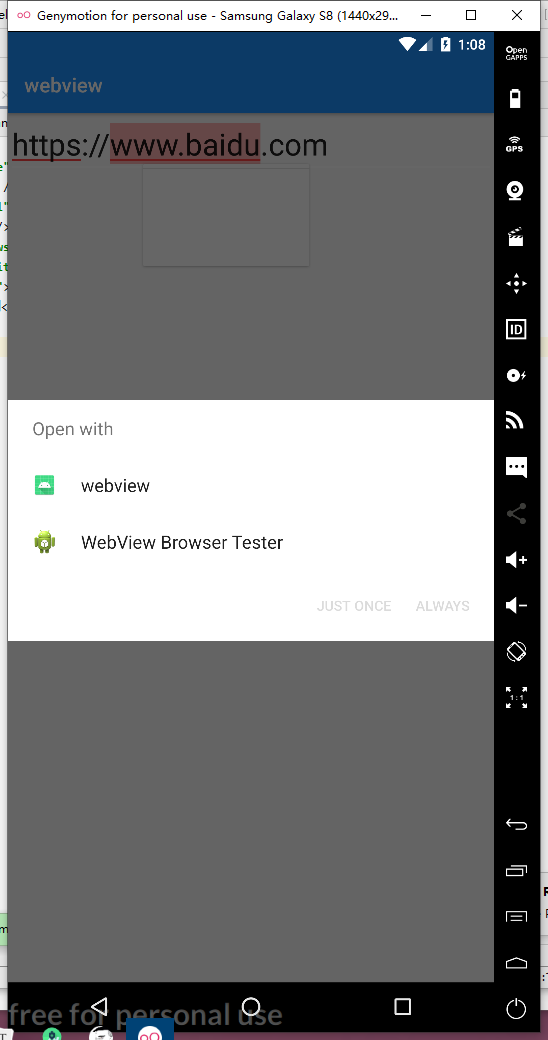 Genymotion for personal use - Samsung Galaxy S8 (1440x29...
1:08
Open
GAPPS
webview
https://www.baidu.com
GPS
ID
Open with
webview
WebView Browser Tester
JUST ONCE
ALWAYS
1:1
free for personal use